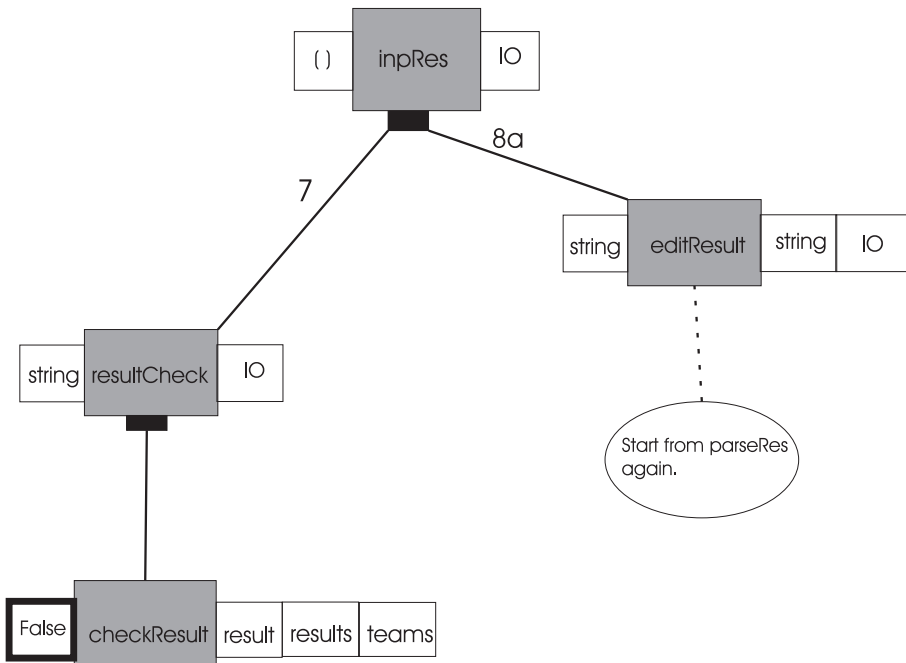 ( )
inpRes
IO
7
8a
string
editResult
string
IO
string
resultCheck
IO
Start from parseRes
again.
False
checkResult
result
results
teams